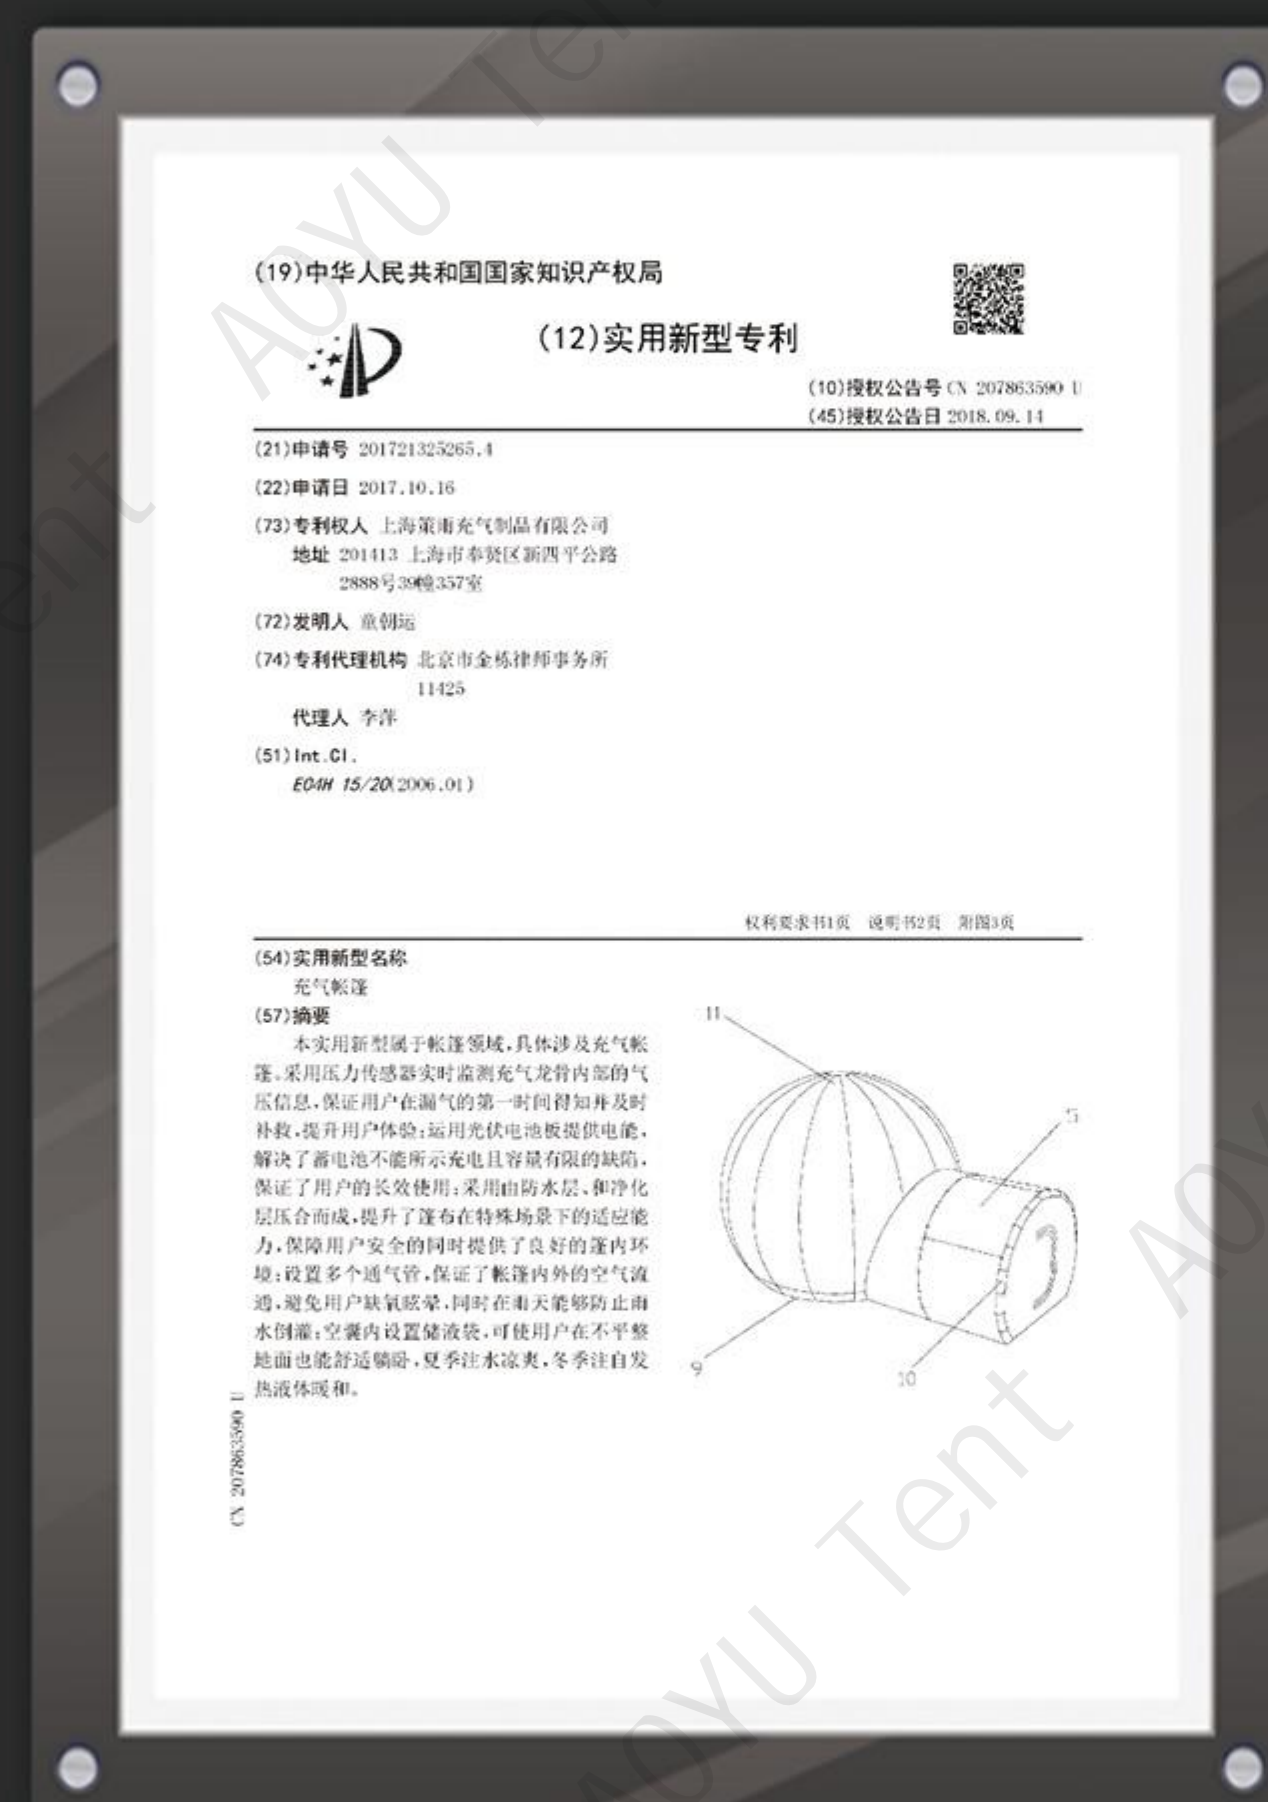 (19)中华人民共和国国家知识产权局
(12)实用新型专利
(10)授权公告号 CN 207863590 U
(45)授权公告日 2018.09.14
(21)申请号 201721325265.4
(22)申请日 2017.10.16
(73)专利权人 上海策雨充气制品有限公司
地址 201413 上海市奉贤区新四平公路
2888号39幢357室
(72)发明人 童朝运
(74)专利代理机构 北京市金栋律师事务所
11425
代理人 李萍
(51)Int.Cl.
E04H 15/20(2006.01)
权利要求书1页 说明书2页 附图3页
(54)实用新型名称
充气帐篷
(57)摘要
本实用新型属于帐篷领域,具体涉及充气帐
篷。采用压力传感器实时监测充气龙骨内部的气
压信息,保证用户在漏气的第一时间得知并及时
补救,提升用户体验;运用光伏电池板提供电能,
解决了蓄电池不能所示充电且容量有限的缺陷,
保证了用户的长效使用;采用由防水层、和净化
层压合而成,提升了篷布在特殊场景下的适应能
力,保障用户安全的同时提供了良好的篷内环
境;设置多个通气管,保证了帐篷内外的空气流
通,避免用户缺氧眩晕,同时在雨天能够防止雨
水倒灌;空囊内设置储液袋,可使用户在不平整
地面也能舒适躺卧,夏季注水凉爽,冬季注自发
热液体暖和。
11
5
9
10
CN 207863590 U
AOYU Tent
AOYU Tent
AOYU
ent